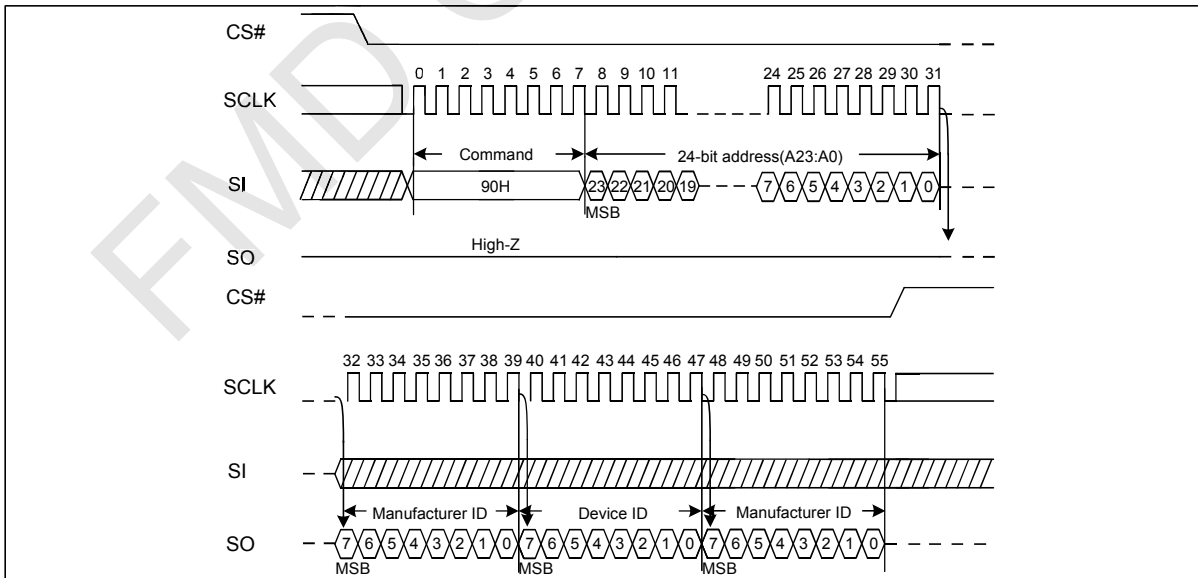 FMD
CS#
0 1 2 3 4 5 6 7 8 9 10 11 24 25 26 27 28 29 30 31
SCLK
Command 24-bit address(A23:A0)
SI
90H 23 22 21 20 19 7 6 5 4 3 2 1 0
MSB
High-Z
SO
CS#
32 33 34 35 36 37 38 39 40 41 42 43 44 45 46 47 48 49 50 51 52 53 54 55
SCLK
SI
Manufacturer ID Device ID Manufacturer ID
SO 7 6 5 4 3 2 1 0 7 6 5 4 3 2 1 0 7 6 5 4 3 2 1 0
MSB MSB MSB